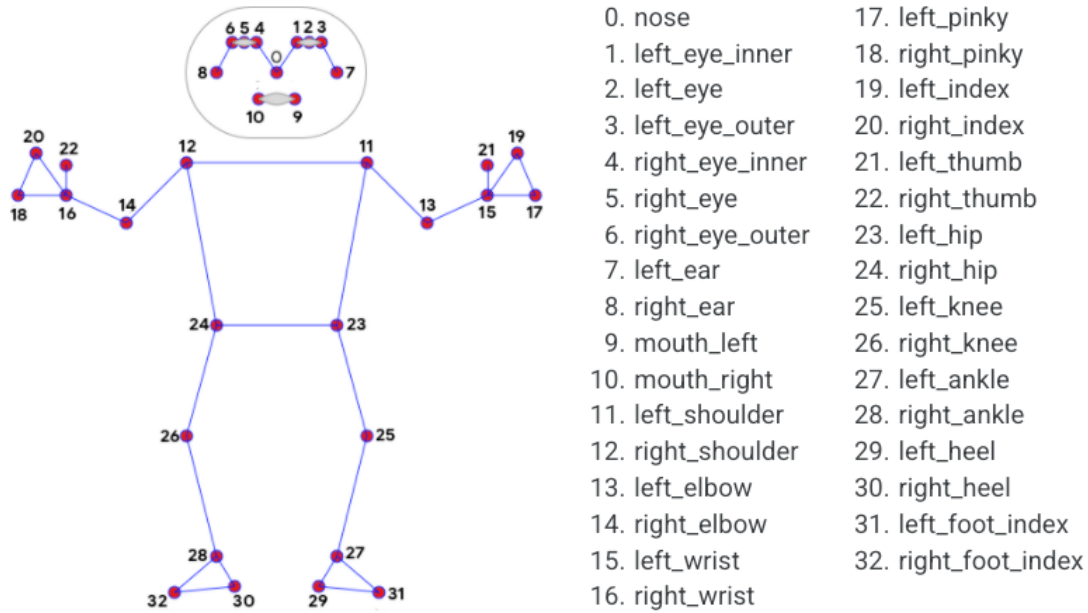 6 5 4 1 2 3
0
8 7
10 9
20 22 12 11 21 19
18 16 14 13 15 17
24 23
26 25
28 27
32 30 29 31
0. nose
1. left_eye_inner
2. left_eye
3. left_eye_outer
4. right_eye_inner
5. right_eye
6. right_eye_outer
7. left_ear
8. right_ear
9. mouth_left
10. mouth_right
11. left_shoulder
12. right_shoulder
13. left_elbow
14. right_elbow
15. left_wrist
16. right_wrist
17. left_pinky
18. right_pinky
19. left_index
20. right_index
21. left_thumb
22. right_thumb
23. left_hip
24. right_hip
25. left_knee
26. right_knee
27. left_ankle
28. right_ankle
29. left_heel
30. right_heel
31. left_foot_index
32. right_foot_index